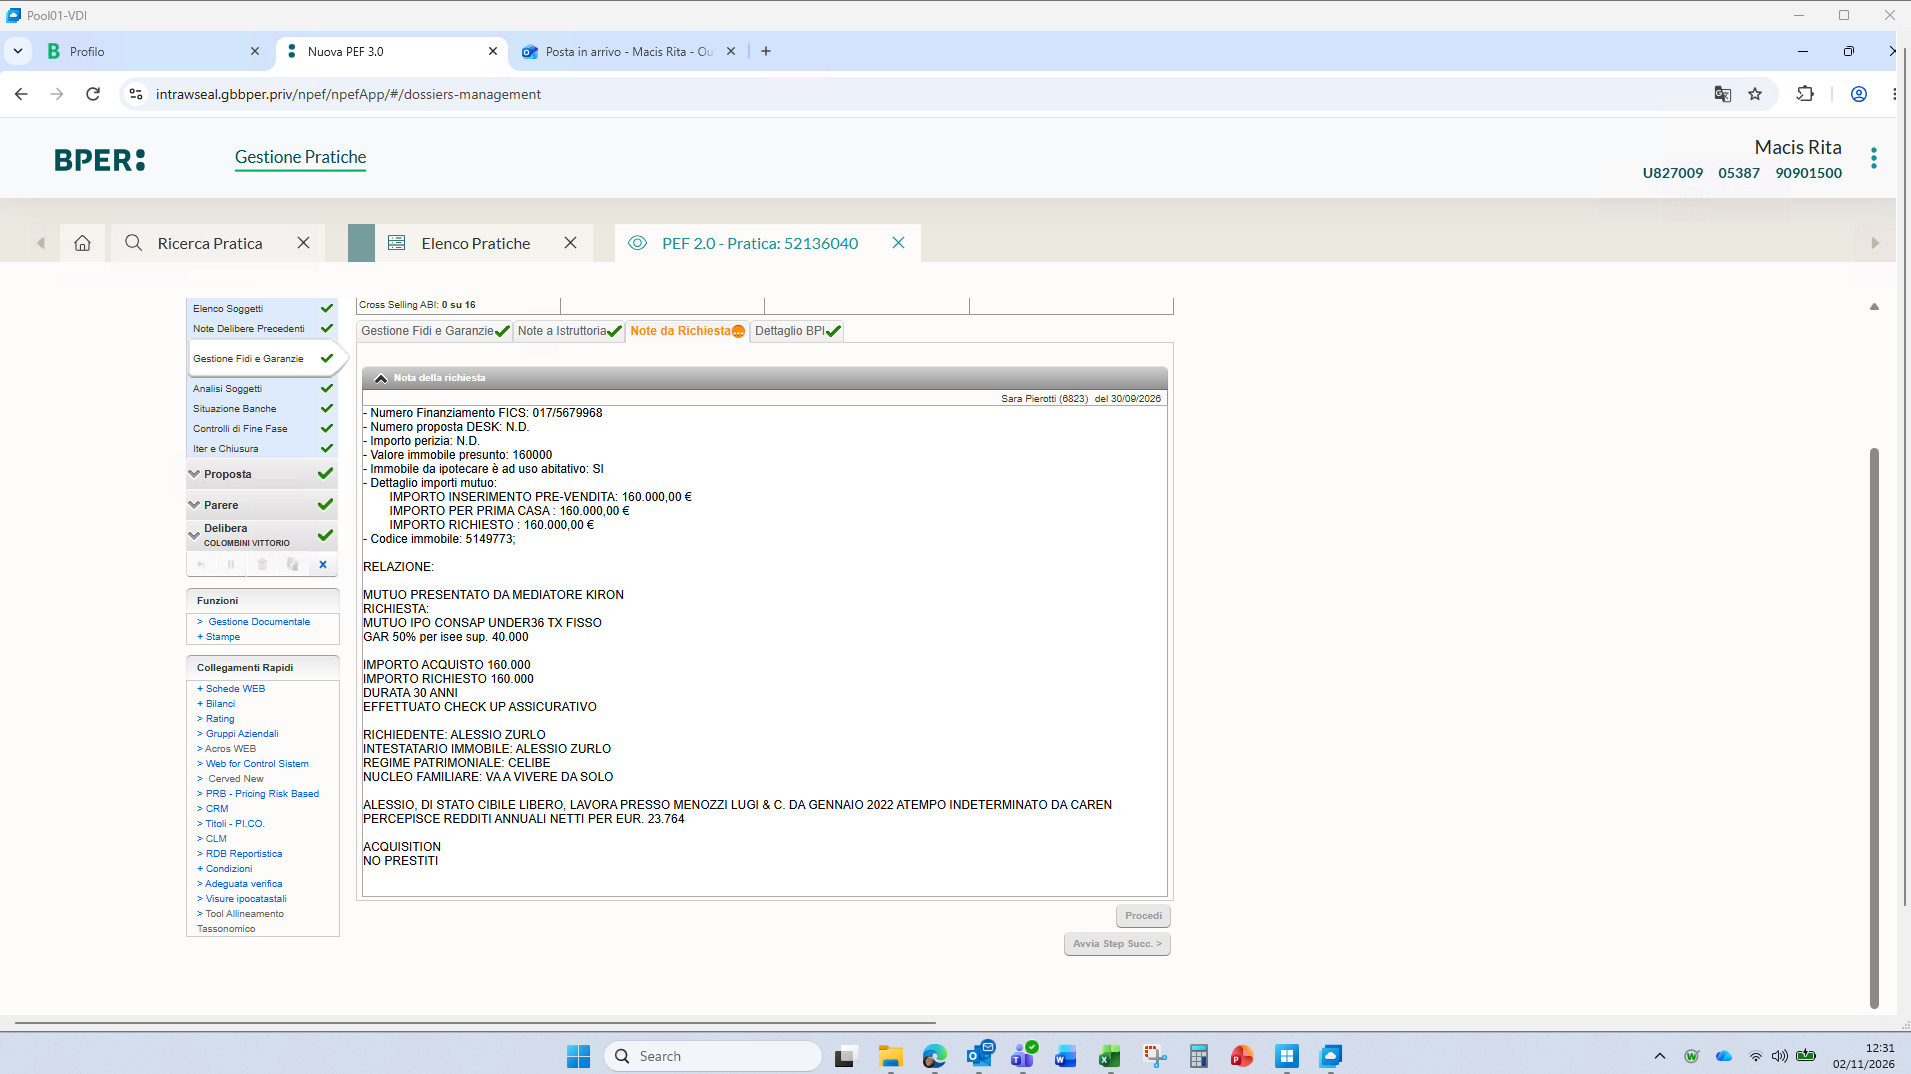 Pool01-VDI
Profilo
Nuova PEF 3.0
Posta in arrivo - Macis Rita - Ou
intrawseal.gbbper.priv/npef/npefApp/#/dossiers-management
BPER:
Gestione Pratiche
Macis Rita
U827009 05387 90901500
Ricerca Pratica
Elenco Pratiche
PEF 2.0 - Pratica: 52136040
Elenco Soggetti
Note Delibere Precedenti
Gestione Fidi e Garanzie
Analisi Soggetti
Situazione Banche
Controlli di Fine Fase
Iter e Chiusura
Proposta
Parere
Delibera
COLOMBINI VITTORIO
Funzioni
> Gestione Documentale
+ Stampe
Collegamenti Rapidi
+ Schede WEB
+ Bilanci
> Rating
> Gruppi Aziendali
> Acros WEB
> Web for Control Sistem
> Cerved New
> PRB - Pricing Risk Based
> CRM
> Titoli - PI.CO.
> CLM
> RDB Reportistica
+ Condizioni
> Adeguata verifica
> Visure ipocatastali
> Tool Allineamento
Tassonomico
Cross Selling ABI: 0 su 16
Gestione Fidi e Garanzie
Note a Istruttoria
Note da Richiesta
Dettaglio BPI
Nota della richiesta
Sara Pierotti (6823) del 30/09/2026
- Numero Finanziamento FICS: 017/5679968
- Numero proposta DESK: N.D.
- Importo perizia: N.D.
- Valore immobile presunto: 160000
- Immobile da ipotecare è ad uso abitativo: SI
- Dettaglio importi mutuo:
IMPORTO INSERIMENTO PRE-VENDITA: 160.000,00 €
IMPORTO PER PRIMA CASA : 160.000,00 €
IMPORTO RICHIESTO : 160.000,00 €
- Codice immobile: 5149773;
RELAZIONE:
MUTUO PRESENTATO DA MEDIATORE KIRON
RICHIESTA:
MUTUO IPO CONSAP UNDER36 TX FISSO
GAR 50% per isee sup. 40.000
IMPORTO ACQUISTO 160.000
IMPORTO RICHIESTO 160.000
DURATA 30 ANNI
EFFETTUATO CHECK UP ASSICURATIVO
RICHIEDENTE: ALESSIO ZURLO
INTESTATARIO IMMOBILE: ALESSIO ZURLO
REGIME PATRIMONIALE: CELIBE
NUCLEO FAMILIARE: VA A VIVERE DA SOLO
ALESSIO, DI STATO CIBILE LIBERO, LAVORA PRESSO MENOZZI LUGI & C. DA GENNAIO 2022 ATEMPO INDETERMINATO DA CAREN
PERCEPISCE REDDITI ANNUALI NETTI PER EUR. 23.764
ACQUISITION
NO PRESTITI
Procedi
Avvia Step Succ. >
Search
12:31
02/11/2026